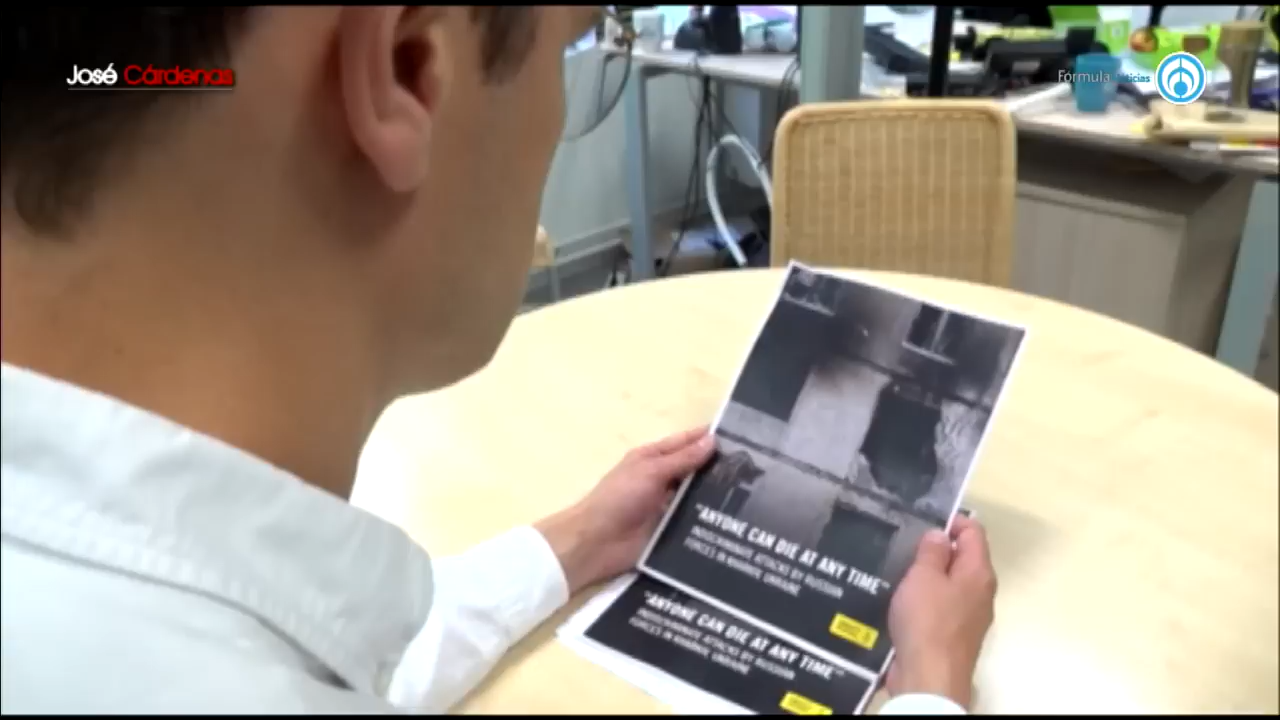 José Cárdenas
Fórmula Noticias
"ANYONE CAN DIE AT ANY TIME"
INDISCRIMINATE ATTACKS BY RUSSIAN
FORCES IN KHARKIV, UKRAINE
"ANYONE CAN DIE AT ANY TIME"
INDISCRIMINATE ATTACKS BY RUSSIAN
FORCES IN KHARKIV, UKRAINE